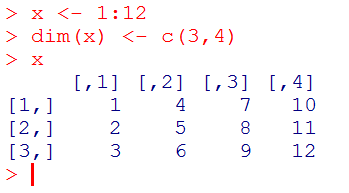 > x <- 1:12
> dim(x) <- c(3,4)
> x
     [,1] [,2] [,3] [,4]
[1,]    1    4    7   10
[2,]    2    5    8   11
[3,]    3    6    9   12
>